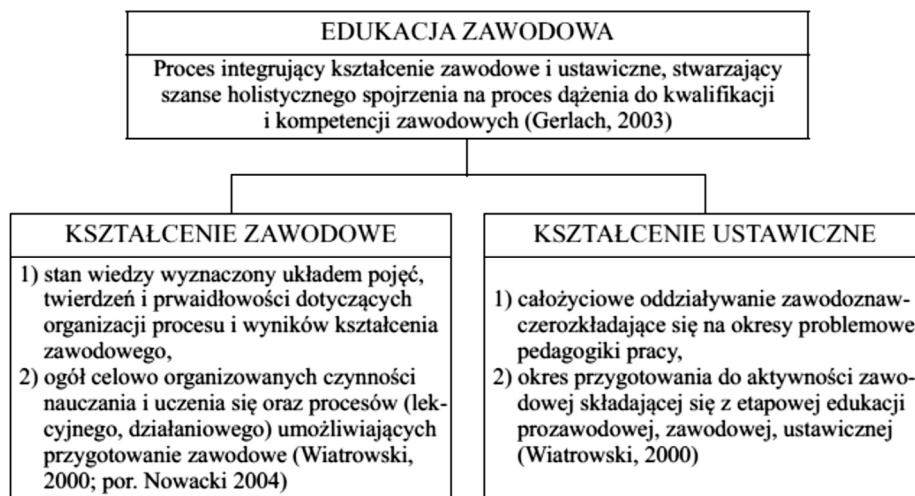 EDUKACJA ZAWODOWA
Proces integrujący kształcenie zawodowe i ustawiczne, stwarzający
szanse holistycznego spojrzenia na proces dążenia do kwalifikacji
i kompetencji zawodowych (Gerlach, 2003)
KSZTAŁCENIE ZAWODOWE
1) stan wiedzy wyznaczony układem pojęć,
twierdzeń i prwaidłowości dotyczących
organizacji procesu i wyników kształcenia
zawodowego,
2) ogół celowo organizowanych czynności
nauczania i uczenia się oraz procesów (lek-
cyjnego, działaniowego) umożliwiających
przygotowanie zawodowe (Wiatrowski,
2000; por. Nowacki 2004)
KSZTAŁCENIE USTAWICZNE
1) całożyciowe oddziaływanie zawodoznaw-
czerozkładające się na okresy problemowe
pedagogiki pracy,
2) okres przygotowania do aktywności zawo-
dowej składającej się z etapowej edukacji
prozawodowej, zawodowej, ustawicznej
(Wiatrowski, 2000)